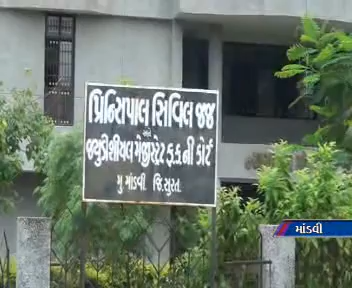 પ્રિન્સિપાલ સિવિલ જજ
અને
જ્યુડીશીયલ મેજીસ્ટ્રેટ ફ.ક.ની કોર્ટ
મુ.માંડવી જિ.સુરત.
માંડવી